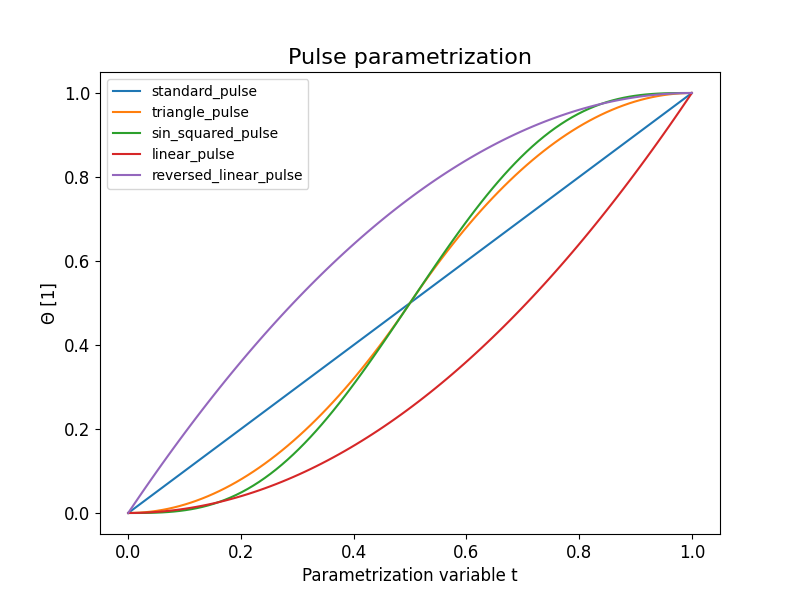 Pulse parametrization
standard_pulse
triangle_pulse
sin_squared_pulse
linear_pulse
reversed_linear_pulse
1.0
0.8
0.6
0.4
0.2
0.0
Θ [1]
0.0 0.2 0.4 0.6 0.8 1.0
Parametrization variable t